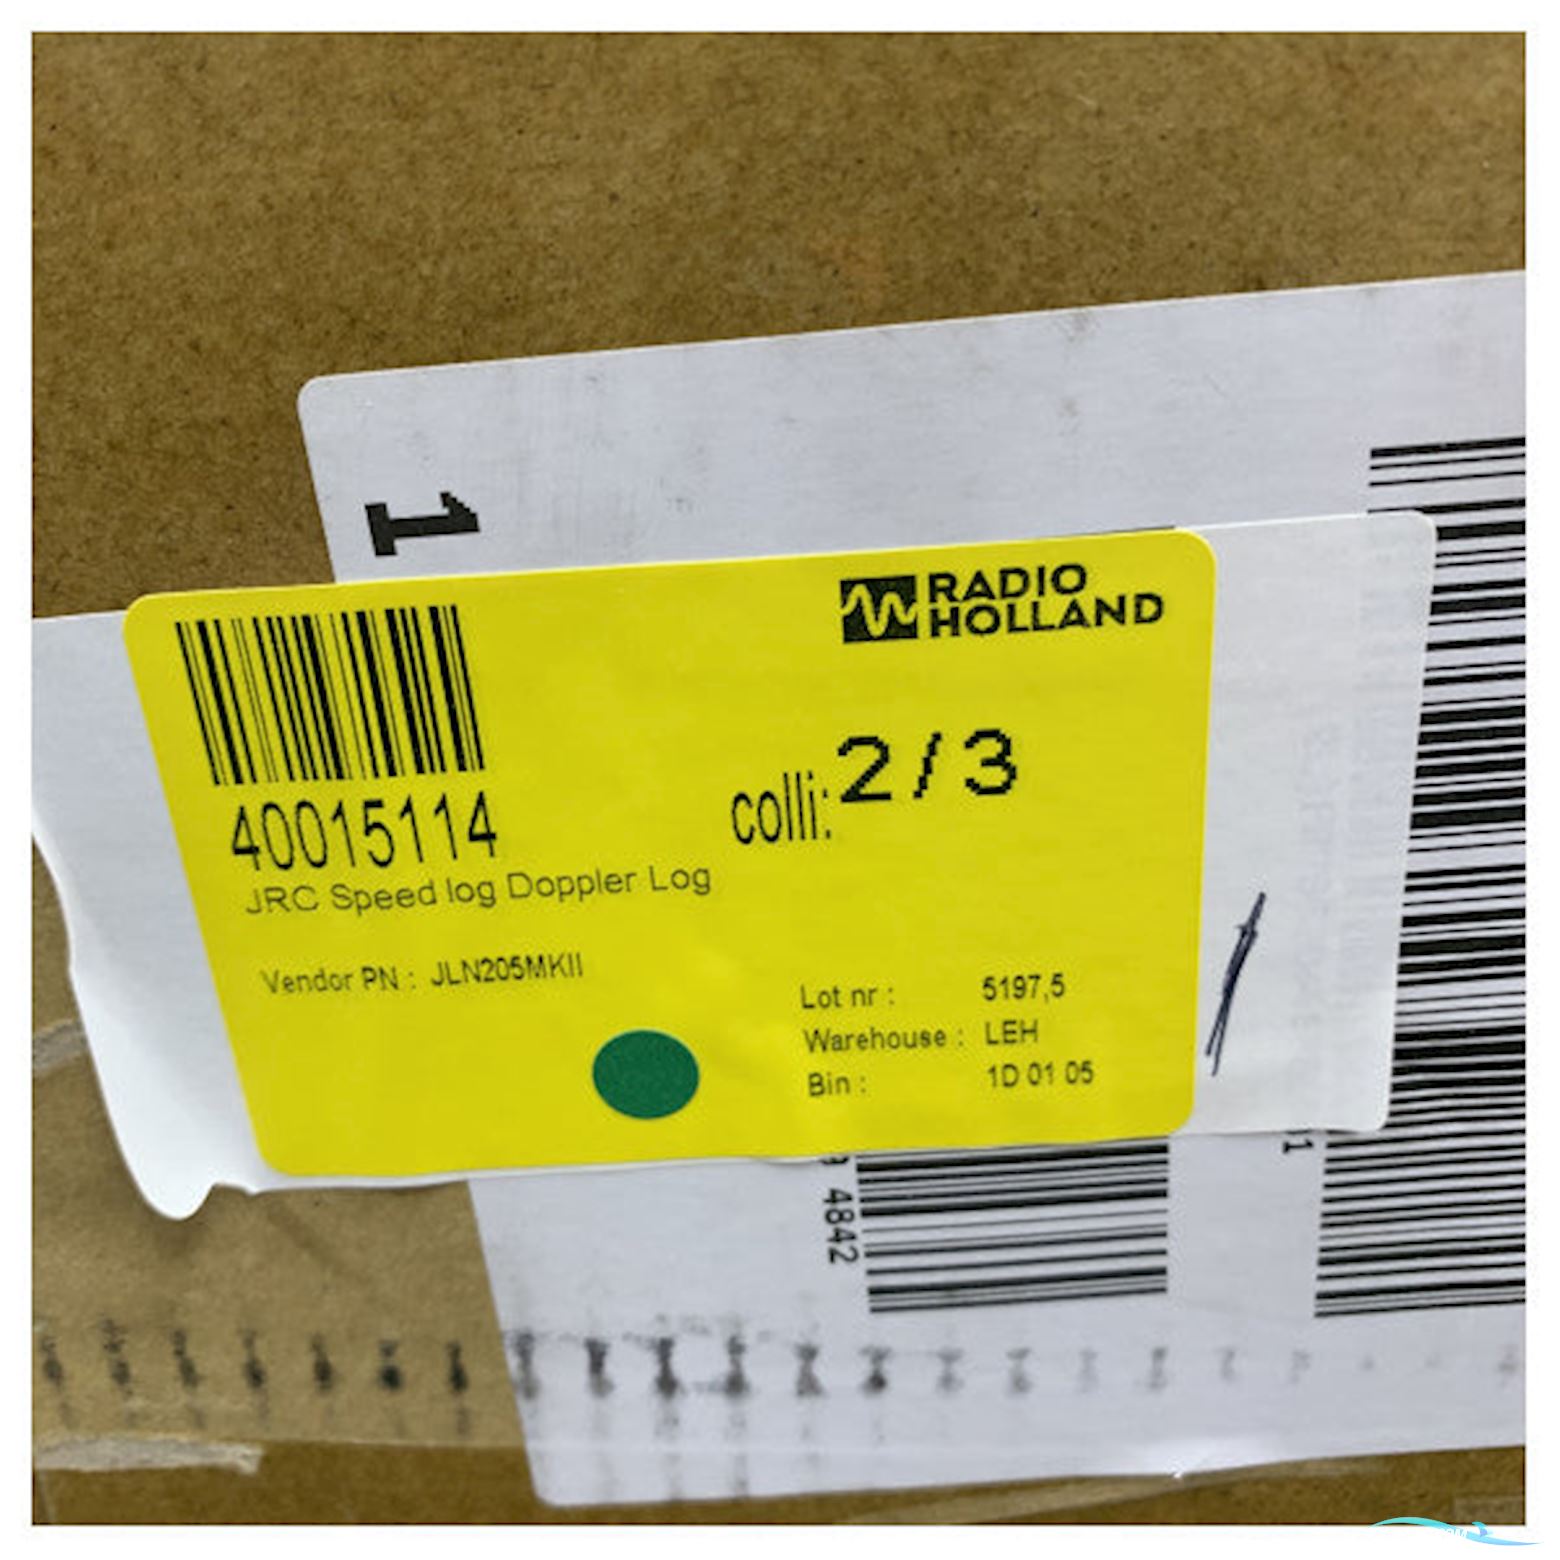 1
RADIO
HOLLAND
40015114
colli: 2/3
JRC Speed log Doppler Log
Vendor PN : JLN205MKII
Lot nr : 5197,5
Warehouse : LEH
Bin : 1D 01 05
4842
1